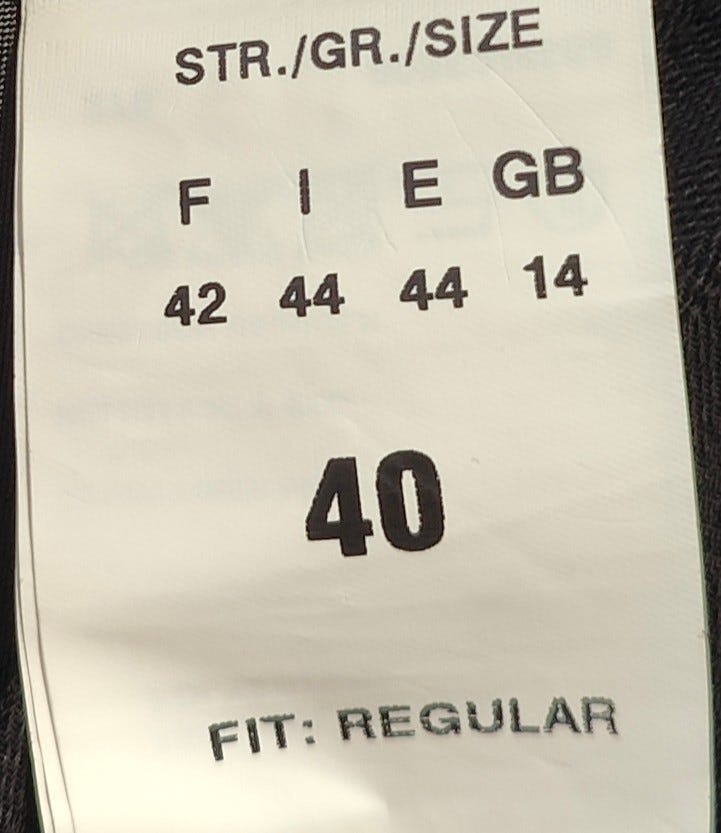 STR./GR./SIZE
F I E GB
42 44 44 14
40
FIT: REGULAR